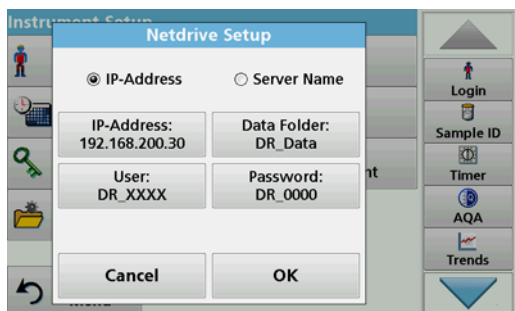 Instrument Setup
Netdrive Setup
IP-Address
Server Name
IP-Address:
192.168.200.30
Data Folder:
DR_Data
User:
DR_XXXX
Password:
DR_0000
Cancel
OK
Login
Sample ID
Timer
AQA
Trends